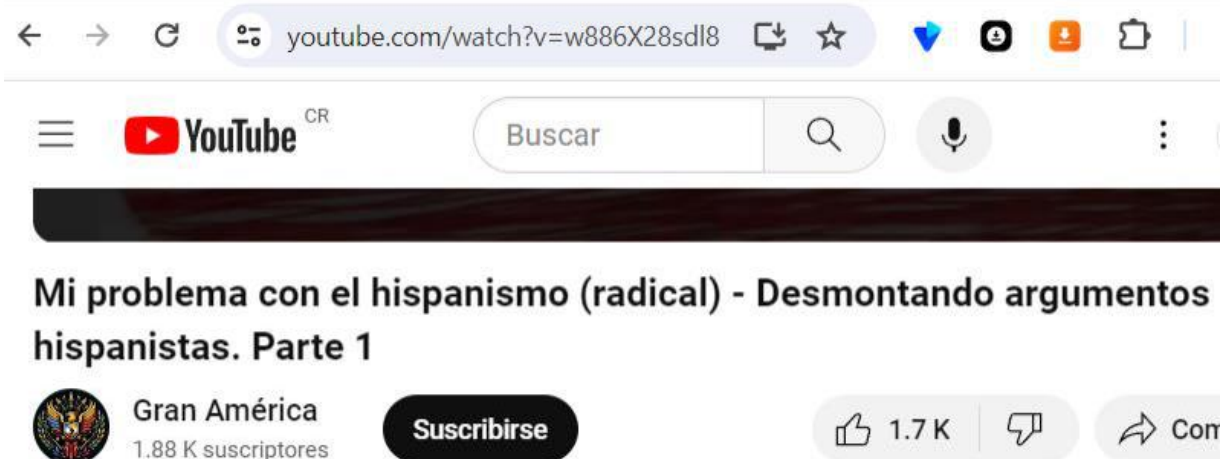 youtube.com/watch?v=w886X28sdl8
YouTube CR
Buscar
Mi problema con el hispanismo (radical) - Desmontando argumentos
hispanistas. Parte 1
Gran América
1.88 K suscriptores
Suscribirse
1.7 K
Com